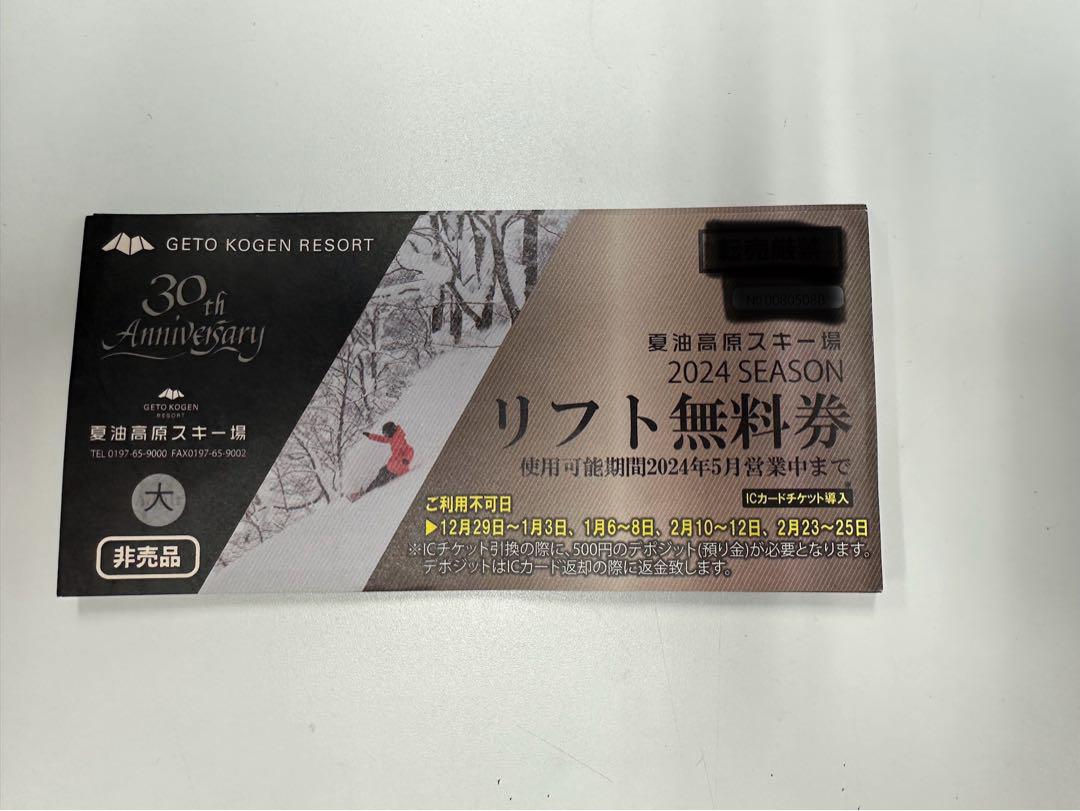 GETO KOGEN RESORT
30th
Anniversary
GETO KOGEN
RESORT
夏油高原スキー場
TEL 0197-65-9000 FAX0197-65-9002
大
非売品
夏油高原スキー場
2024 SEASON
リフト無料券
使用可能期間2024年5月営業中まで
ICカードチケット導入
ご利用不可日
▶12月29日〜1月3日、1月6〜8日、2月10〜12日、2月23〜25日
※ICチケット引換の際に、500円のデポジット(預り金)が必要となります。
デポジットはICカード返却の際に返金致します。